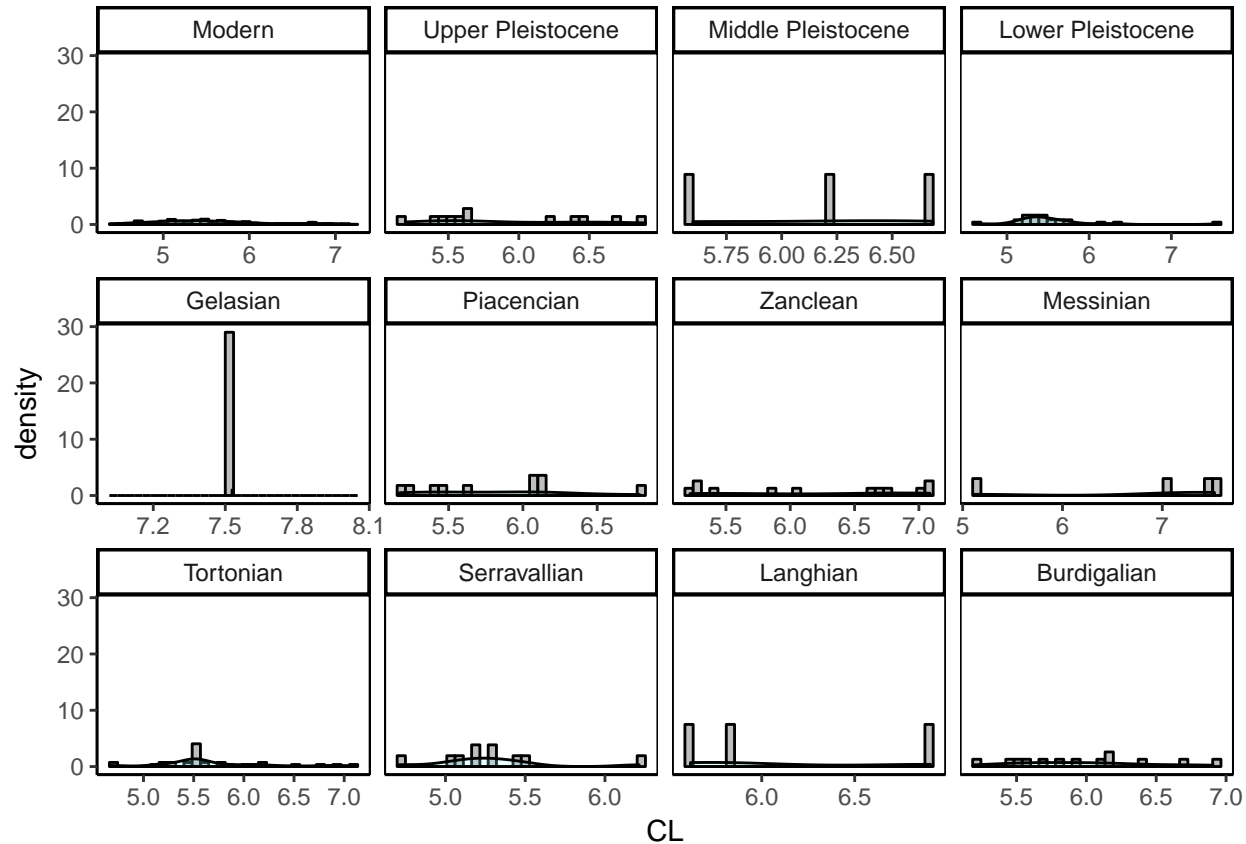 Modern Upper Pleistocene Middle Pleistocene Lower Pleistocene
30
20
10
0
5 6 7 5.5 6.0 6.5 5.75 6.00 6.25 6.50 5 6 7
Gelasian Piacencian Zanclean Messinian
30
20
10
0
density
7.2 7.5 7.8 8.1 5.5 6.0 6.5 5.5 6.0 6.5 7.0 5 6 7
Tortonian Serravallian Langhian Burdigalian
30
20
10
0
5.0 5.5 6.0 6.5 7.0 5.0 5.5 6.0 6.0 6.5 5.5 6.0 6.5 7.0
CL